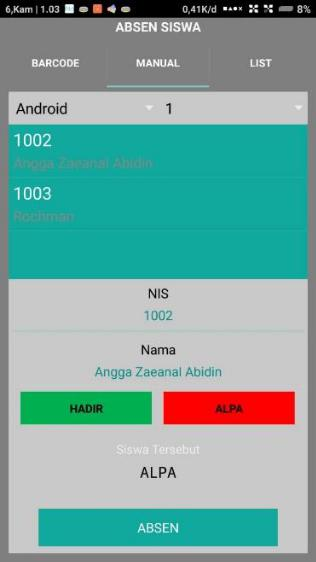 6,Kam | 1.03
0,41K/d
8%
ABSEN SISWA
BARCODE
MANUAL
LIST
Android
1
1002
Angga Zaeanal Abidin
1003
Rochman
NIS
1002
Nama
Angga Zaeanal Abidin
HADIR
ALPA
Siswa Tersebut
ALPA
ABSEN